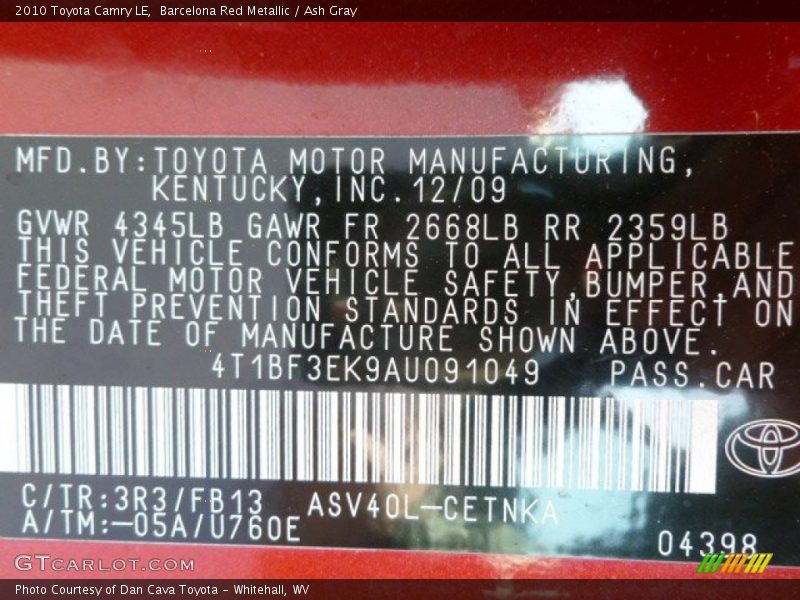 2010 Toyota Camry LE,  Barcelona Red Metallic / Ash Gray
MFD.BY:TOYOTA MOTOR MANUFACTURING,
KENTUCKY,INC.12/09
GVWR 4345LB GAWR FR 2668LB RR 2359LB
THIS VEHICLE CONFORMS TO ALL APPLICABLE
FEDERAL MOTOR VEHICLE SAFETY,BUMPER,AND
THEFT PREVENTION STANDARDS IN EFFECT ON
THE DATE OF MANUFACTURE SHOWN ABOVE.
4T1BF3EK9AU091049 PASS.CAR
C/TR:3R3/FB13 ASV40L-CETNKA
A/TM:-05A/U760E
04398
GTCARLOT.COM
Photo Courtesy of Dan Cava Toyota - Whitehall, WV